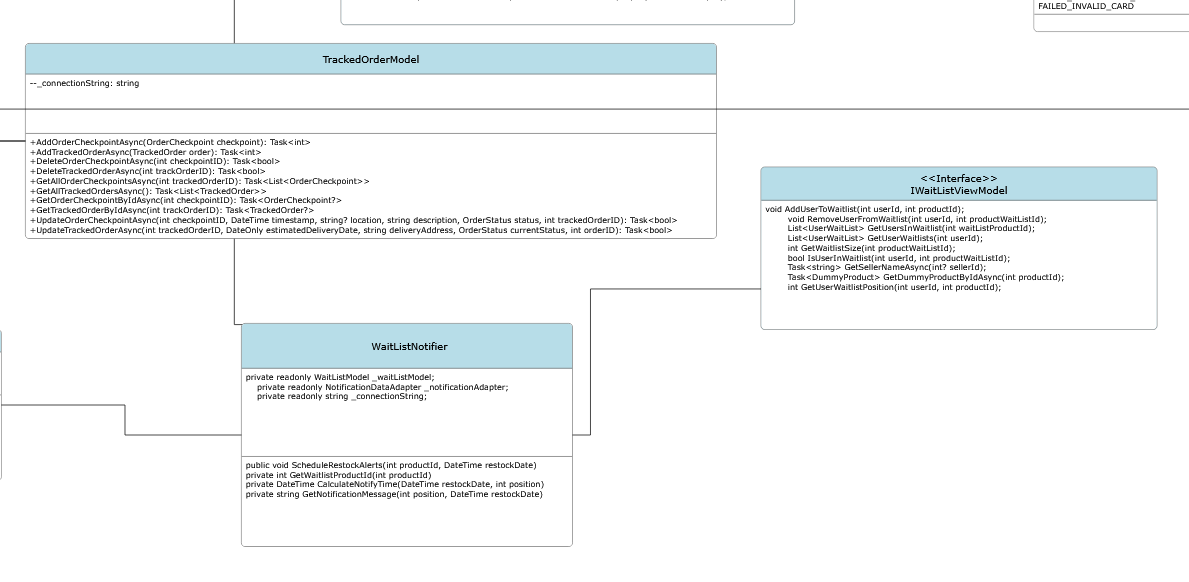 FAILED_INVALID_CARD
TrackedOrderModel
--_connectionString: string
+AddOrderCheckpointAsync(OrderCheckpoint checkpoint): Task<int>
+AddTrackedOrderAsync(TrackedOrder order): Task<int>
+DeleteOrderCheckpointAsync(int checkpointID): Task<bool>
+DeleteTrackedOrderAsync(int trackOrderID): Task<bool>
+GetAllOrderCheckpointsAsync(int trackedOrderID): Task<List<OrderCheckpoint>>
+GetAllTrackedOrdersAsync(): Task<List<TrackedOrder>>
+GetOrderCheckpointByIdAsync(int checkpointID): Task<OrderCheckpoint?>
+GetTrackedOrderByIdAsync(int trackOrderID): Task<TrackedOrder?>
+UpdateOrderCheckpointAsync(int checkpointID, DateTime timestamp, string? location, string description, OrderStatus status, int trackedOrderID): Task<bool>
+UpdateTrackedOrderAsync(int trackedOrderID, DateOnly estimatedDeliveryDate, string deliveryAddress, OrderStatus currentStatus, int orderID): Task<bool>
<<Interface>>
IWaitListViewModel
void AddUserToWaitlist(int userId, int productId);
void RemoveUserFromWaitlist(int userId, int productWaitListId);
List<UserWaitList> GetUsersInWaitlist(int waitListProductId);
List<UserWaitList> GetUserWaitlists(int userId);
int GetWaitlistSize(int productWaitListId);
bool IsUserInWaitlist(int userId, int productWaitListId);
Task<string> GetSellerNameAsync(int? sellerId);
Task<DummyProduct> GetDummyProductByIdAsync(int productId);
int GetUserWaitlistPosition(int userId, int productId);
WaitListNotifier
private readonly WaitListModel _waitListModel;
private readonly NotificationDataAdapter _notificationAdapter;
private readonly string _connectionString;
public void ScheduleRestockAlerts(int productId, DateTime restockDate)
private int GetWaitlistProductId(int productId)
private DateTime CalculateNotifyTime(DateTime restockDate, int position)
private string GetNotificationMessage(int position, DateTime restockDate)